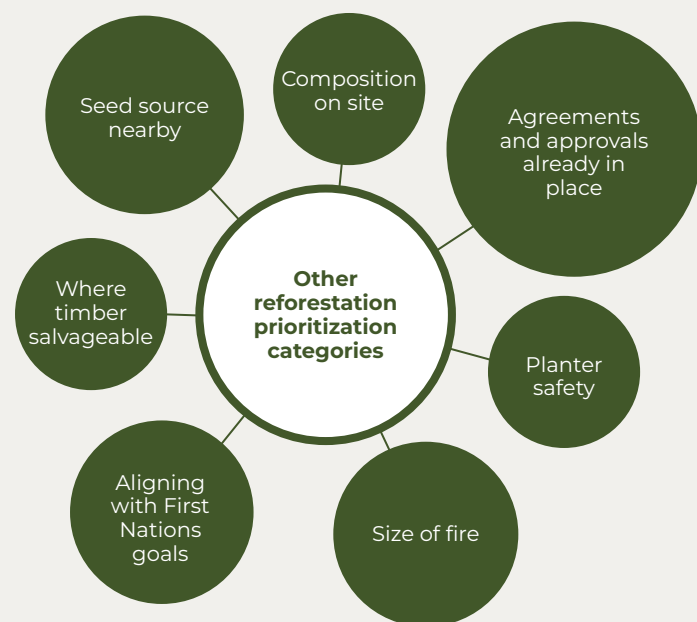 Seed source
nearby
Composition
on site
Agreements
and approvals
already in
place
Where
timber
salvageable
Other
reforestation
prioritization
categories
Planter
safety
Aligning
with First
Nations
goals
Size of fire